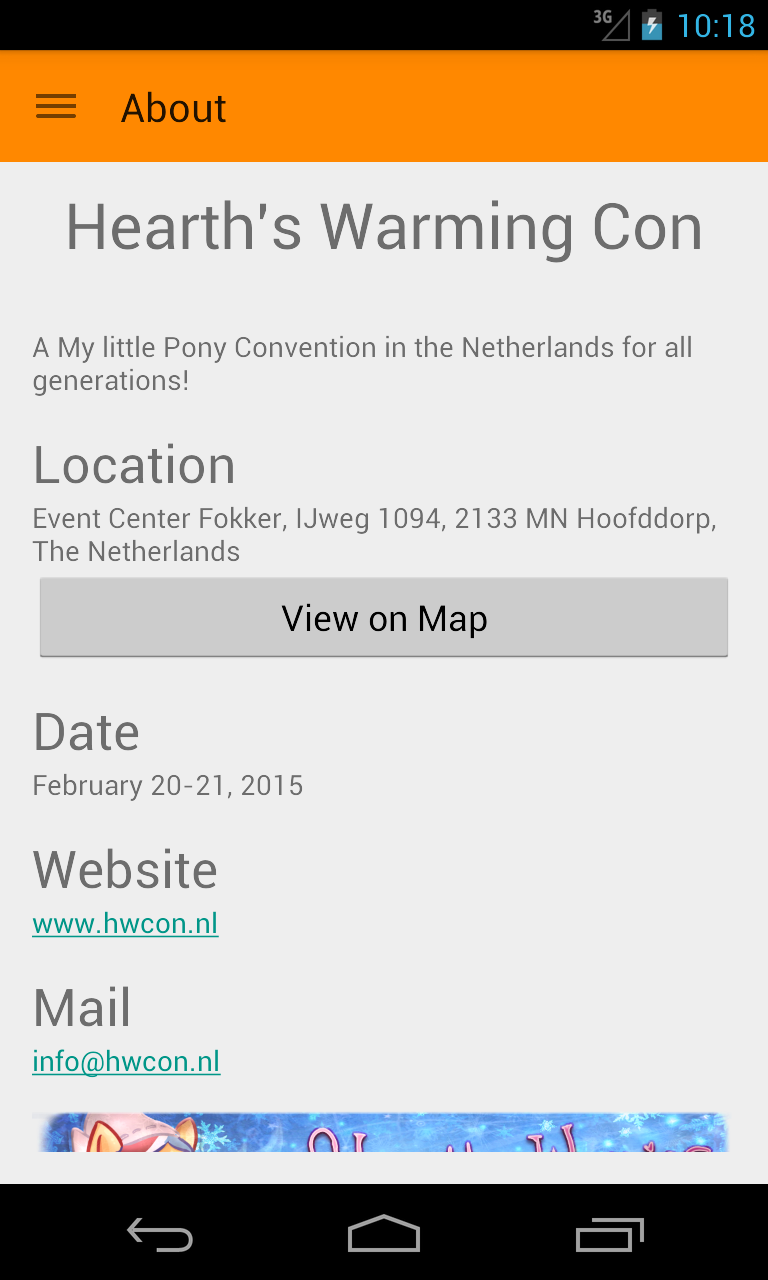 3G 10:18
About
Hearth's Warming Con
A My little Pony Convention in the Netherlands for all
generations!
Location
Event Center Fokker, IJweg 1094, 2133 MN Hoofddorp,
The Netherlands
View on Map
Date
February 20-21, 2015
Website
www.hwcon.nl
Mail
info@hwcon.nl